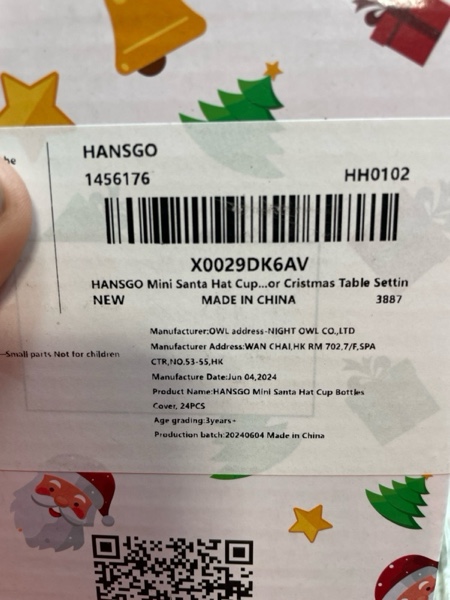 he
HANSGO
1456176 HH0102
X0029DK6AV
HANSGO Mini Santa Hat Cup...or Cristmas Table Settin
NEW MADE IN CHINA 3887
Manufacturer:OWL address-NIGHT OWL CO.,LTD
Manufacturer Address:WAN CHAI,HK RM 702,7/F,SPA
—Small parts Not for children
CTR,NO.53-55,HK
Manufacture Date:Jun 04,2024
Product Name:HANSGO Mini Santa Hat Cup Bottles
Cover, 24PCS
Age grading:3years+
Production batch:20240604 Made in China